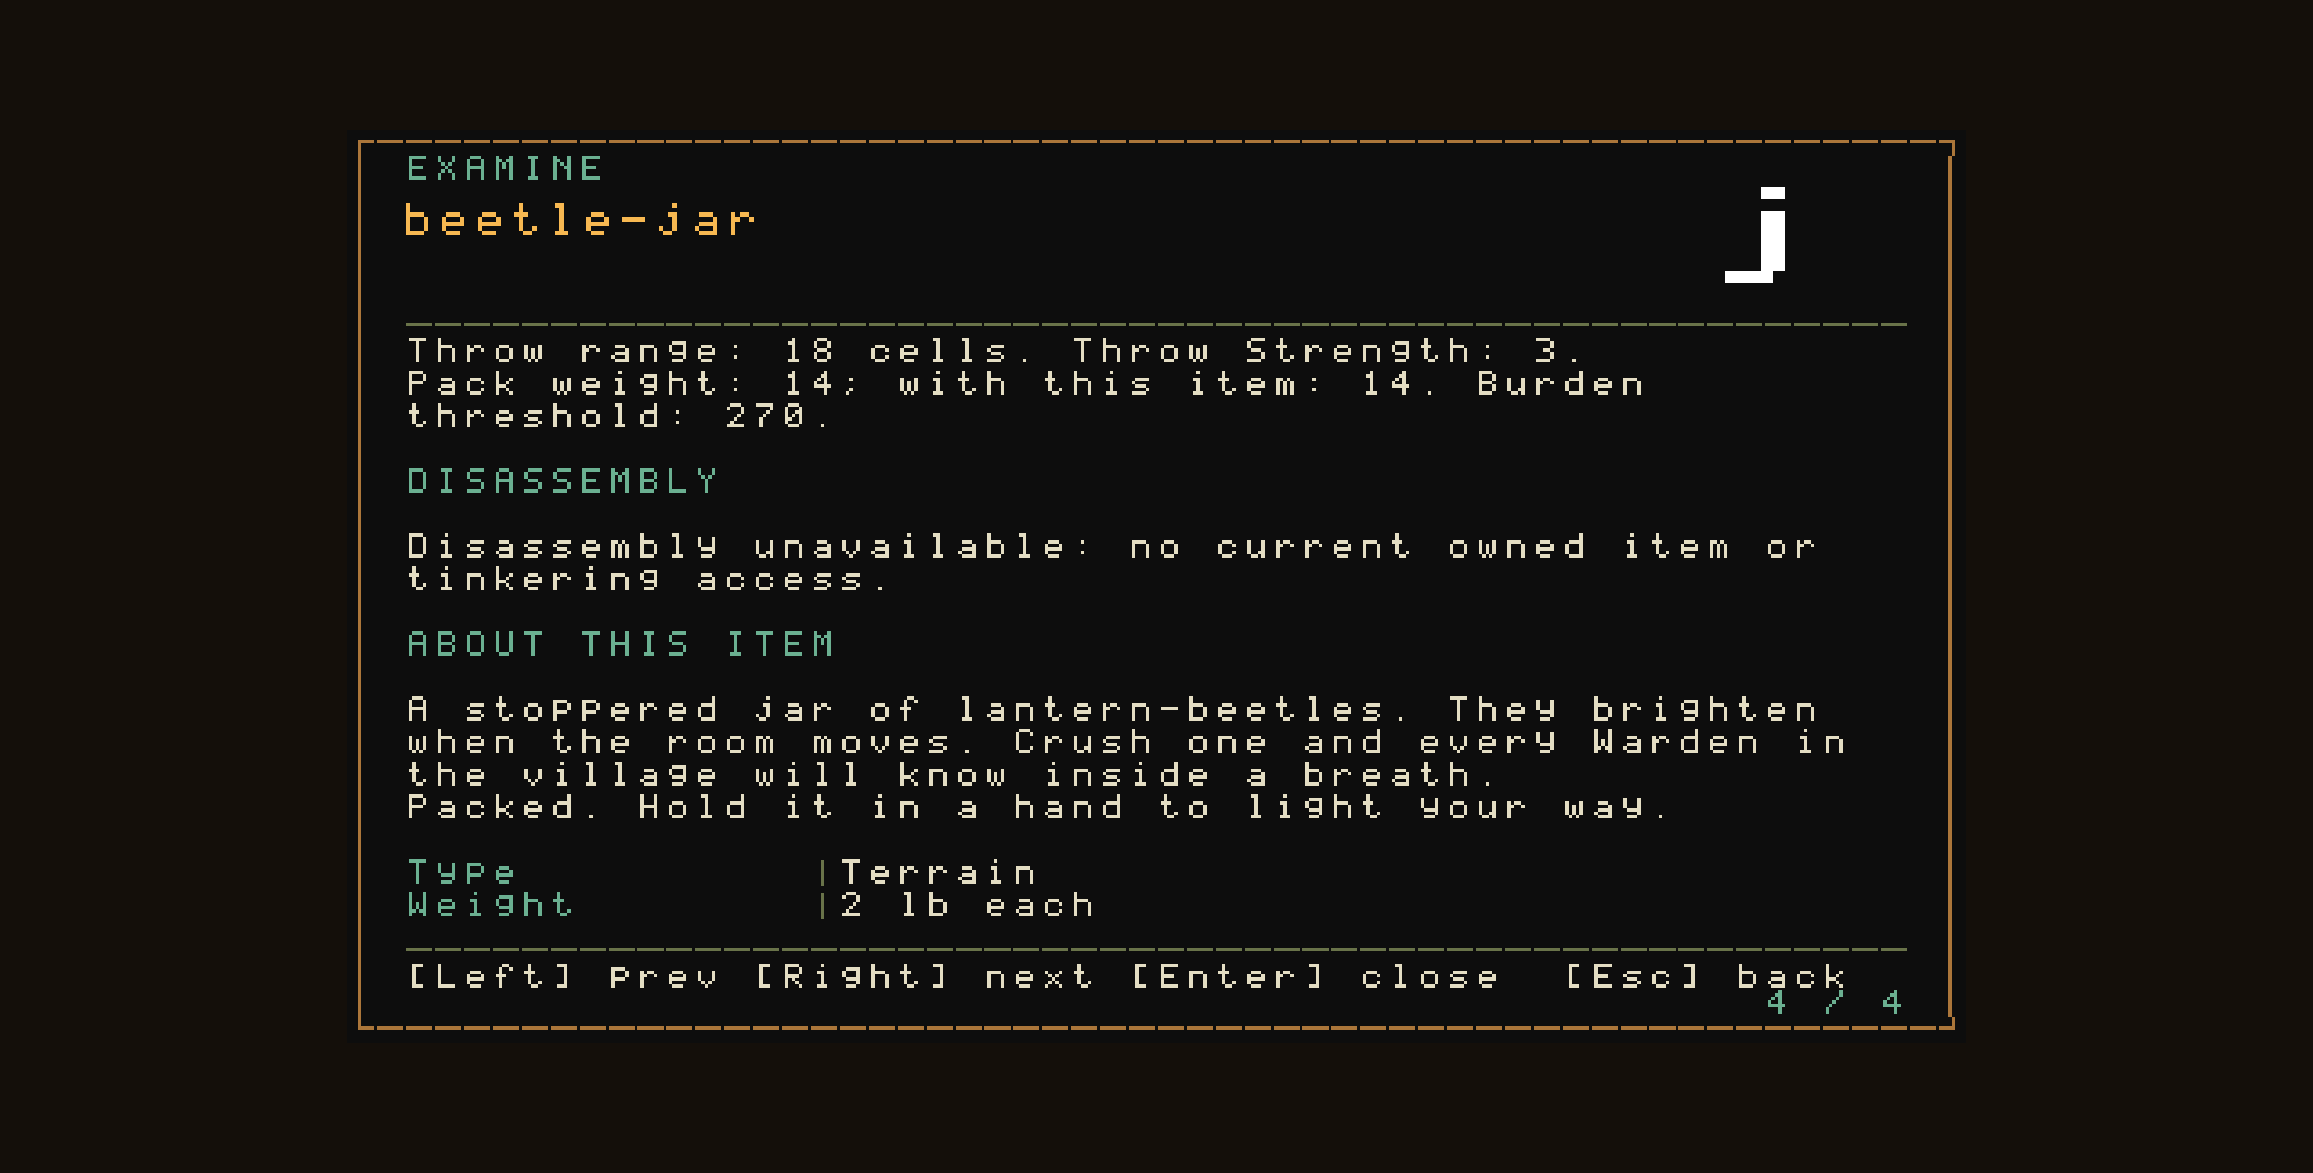 EXAMINE
beetle-jar
j
Throw range: 18 cells. Throw Strength: 3.
Pack weight: 14; with this item: 14. Burden
threshold: 270.
DISASSEMBLY
Disassembly unavailable: no current owned item or
tinkering access.
ABOUT THIS ITEM
A stoppered jar of lantern-beetles. They brighten
when the room moves. Crush one and every Warden in
the village will know inside a breath.
Packed. Hold it in a hand to light your way.
Type |Terrain
Weight |2 lb each
[Left] prev [Right] next [Enter] close [Esc] back
4 / 4